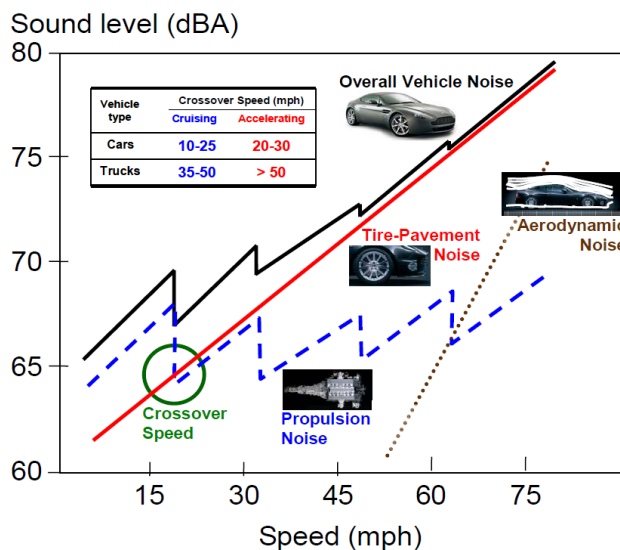 Sound level (dBA)
80
75
70
65
60
Vehicle type
Crossover Speed (mph)
Cruising Accelerating
Cars 10-25 20-30
Trucks 35-50 > 50
Overall Vehicle Noise
Tire-Pavement
Noise
Aerodynamic
Noise
Crossover
Speed
Propulsion
Noise
15 30 45 60 75
Speed (mph)